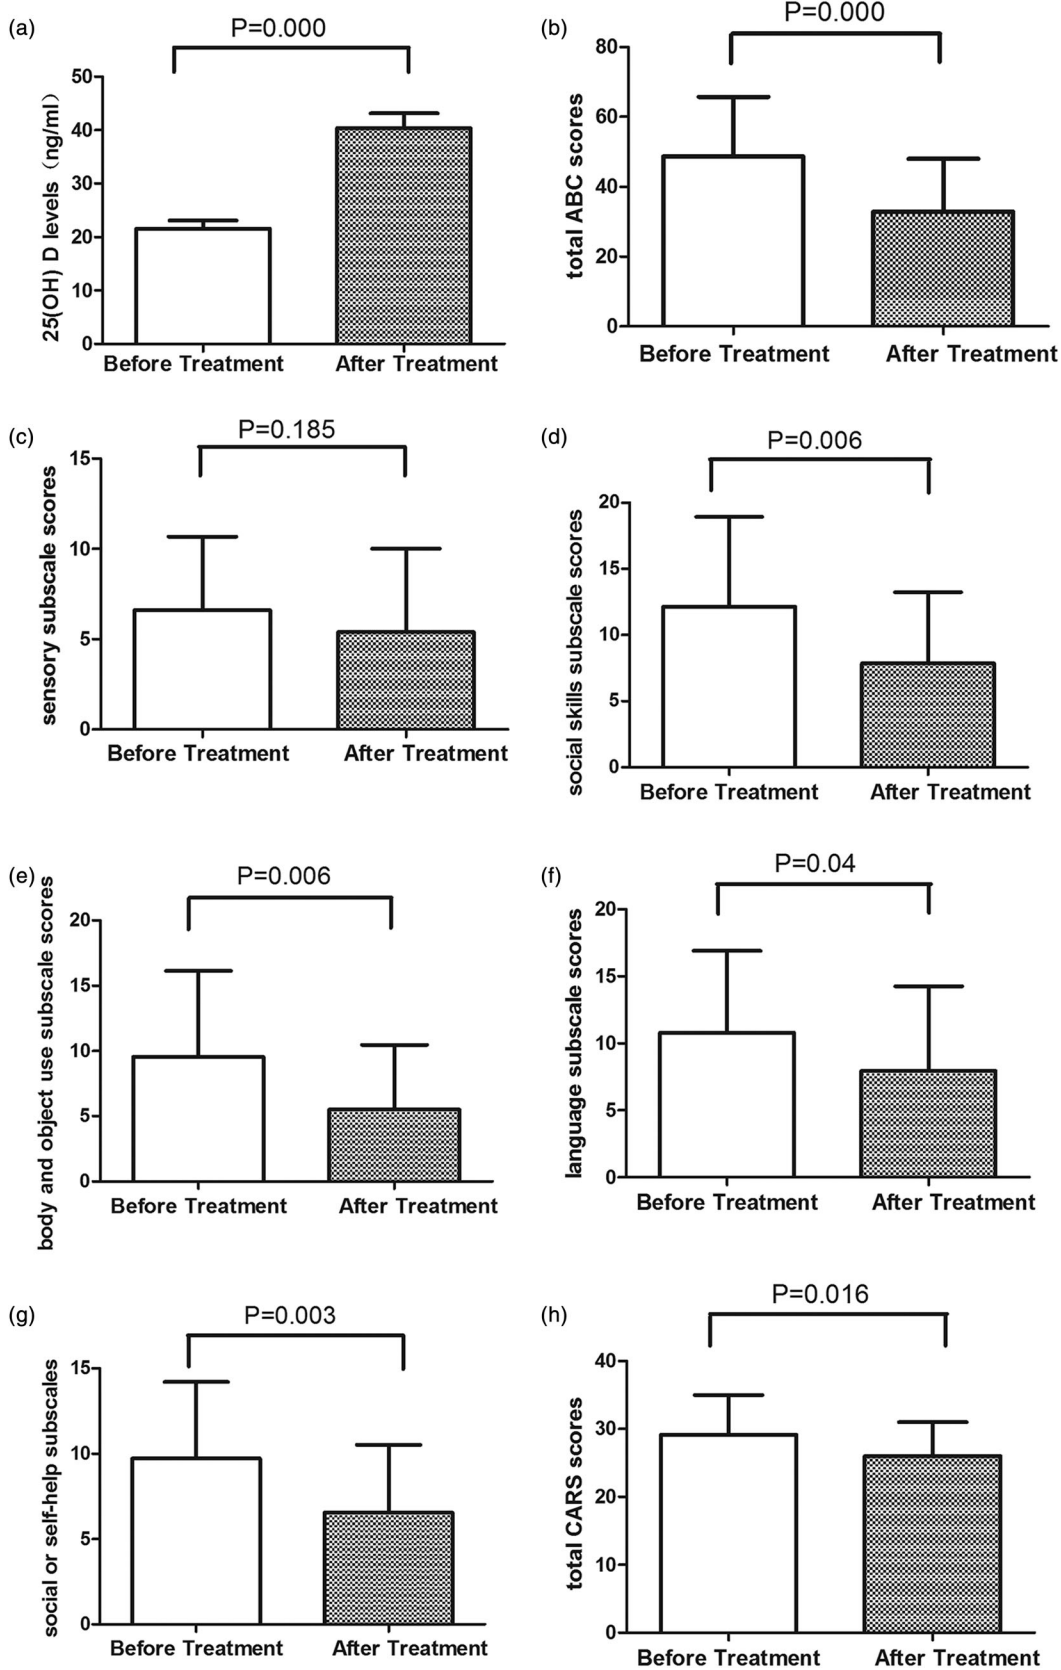 (a)
P=0.000
25(OH) D levels（ng/ml）
50
40
30
20
10
0
Before Treatment
After Treatment
(b)
P=0.000
total ABC scores
80
60
40
20
0
Before Treatment
After Treatment
(c)
P=0.185
sensory subscale scores
15
10
5
0
Before Treatment
After Treatment
(d)
P=0.006
social skills subscale scores
20
15
10
5
0
Before Treatment
After Treatment
(e)
P=0.006
body and object use subscale scores
20
15
10
5
0
Before Treatment
After Treatment
(f)
P=0.04
language subscale scores
20
15
10
5
0
Before Treatment
After Treatment
(g)
P=0.003
social or self-help subscales
15
10
5
0
Before Treatment
After Treatment
(h)
P=0.016
total CARS scores
40
30
20
10
0
Before Treatment
After Treatment